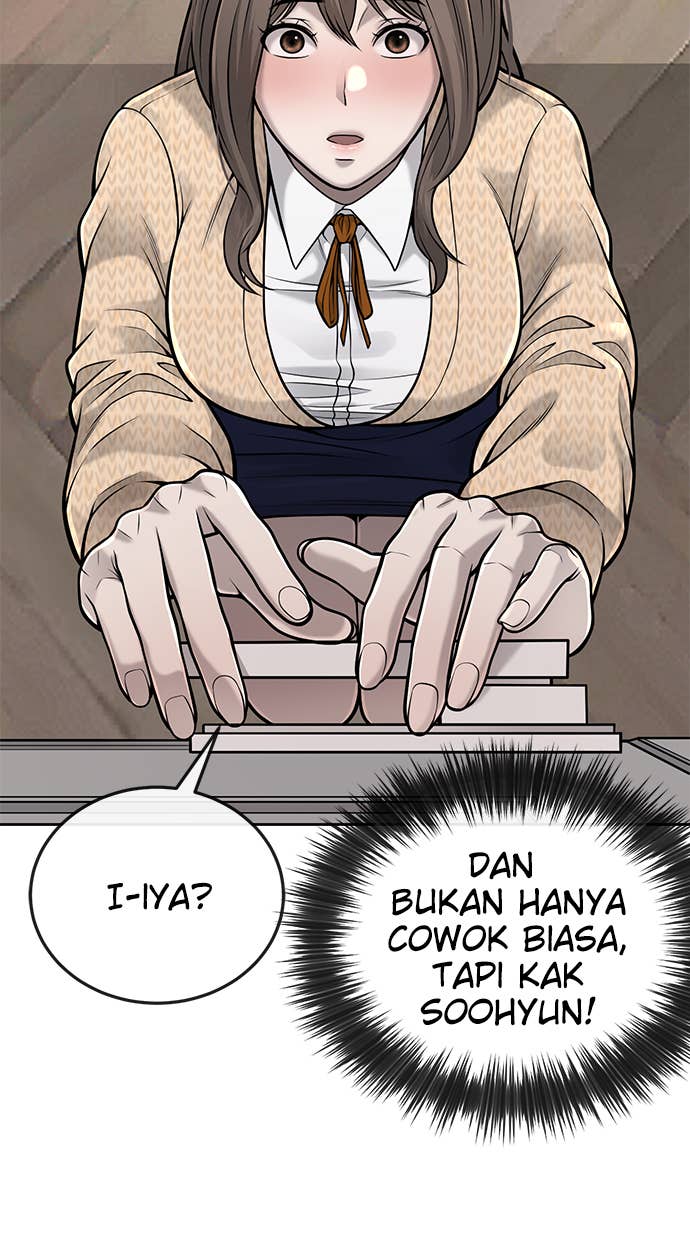 I-IYA?
DAN
BUKAN HANYA
COWOK BIASA,
TAPI KAK
SOOHYUN!